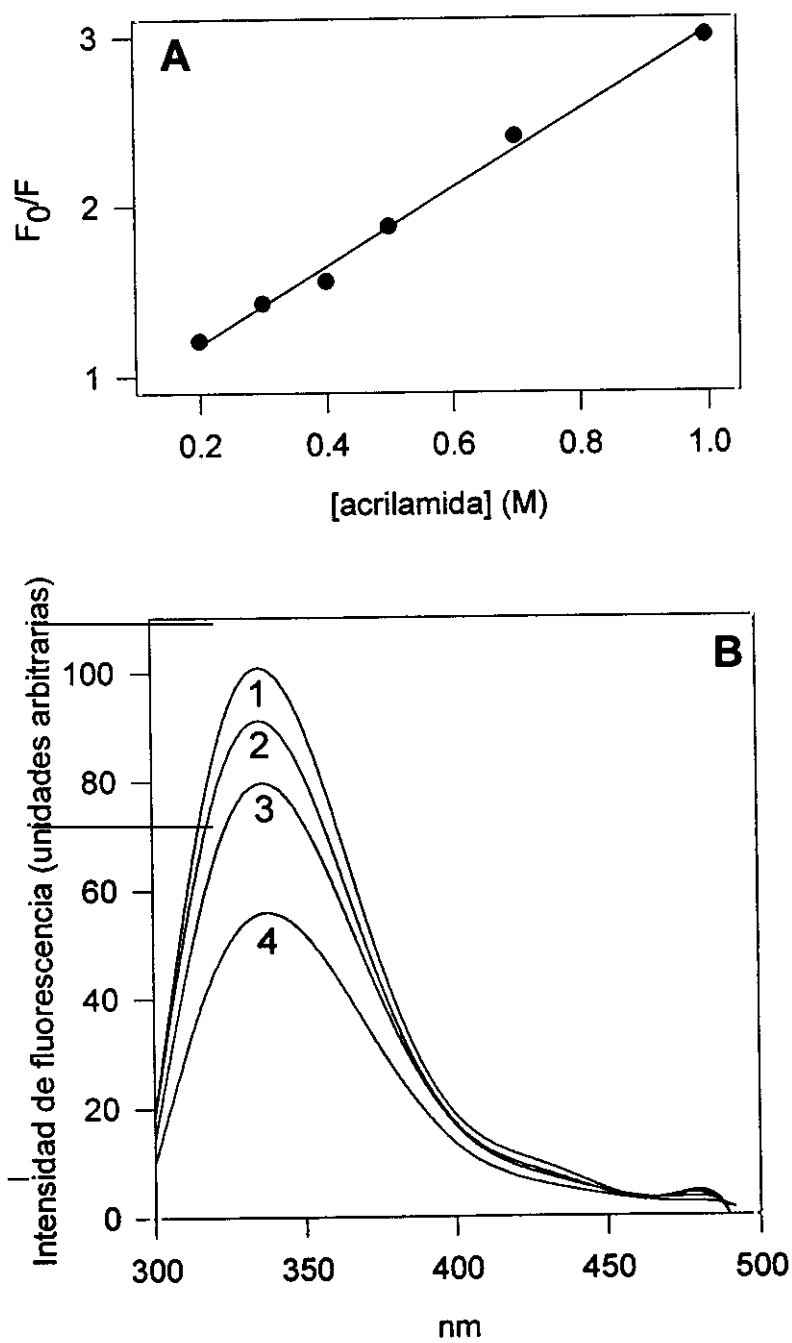 A
3
2
1
F0/F
0.2 0.4 0.6 0.8 1.0
[acrilamida] (M)
B
100
80
60
40
20
0
Intensidad de fluorescencia (unidades arbitrarias)
1
2
3
4
300 350 400 450 500
nm